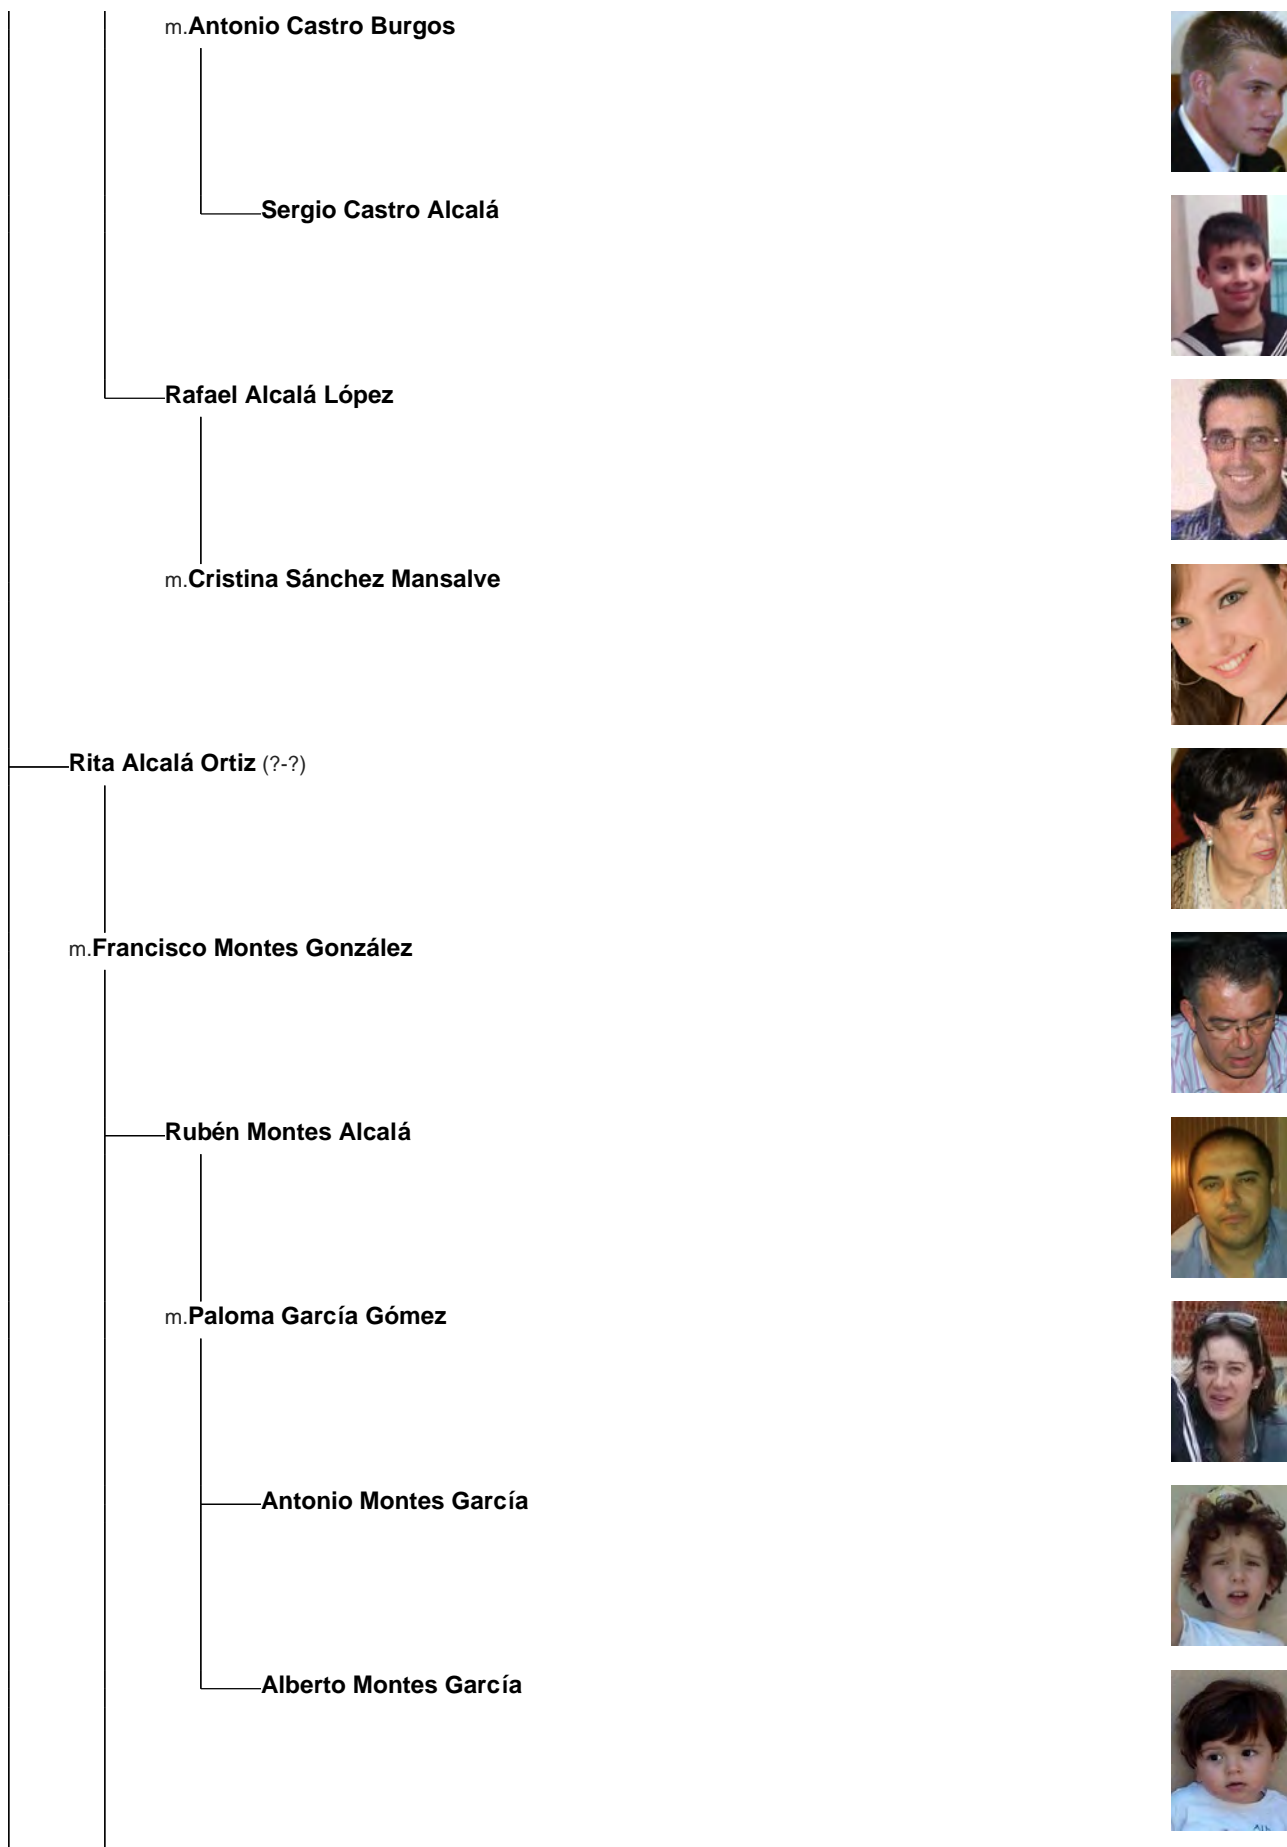 m.Antonio Castro Burgos
Sergio Castro Alcalá
Rafael Alcalá López
m.Cristina Sánchez Mansalve
Rita Alcalá Ortiz (?-?)
m.Francisco Montes González
Rubén Montes Alcalá
m.Paloma García Gómez
Antonio Montes García
Alberto Montes García